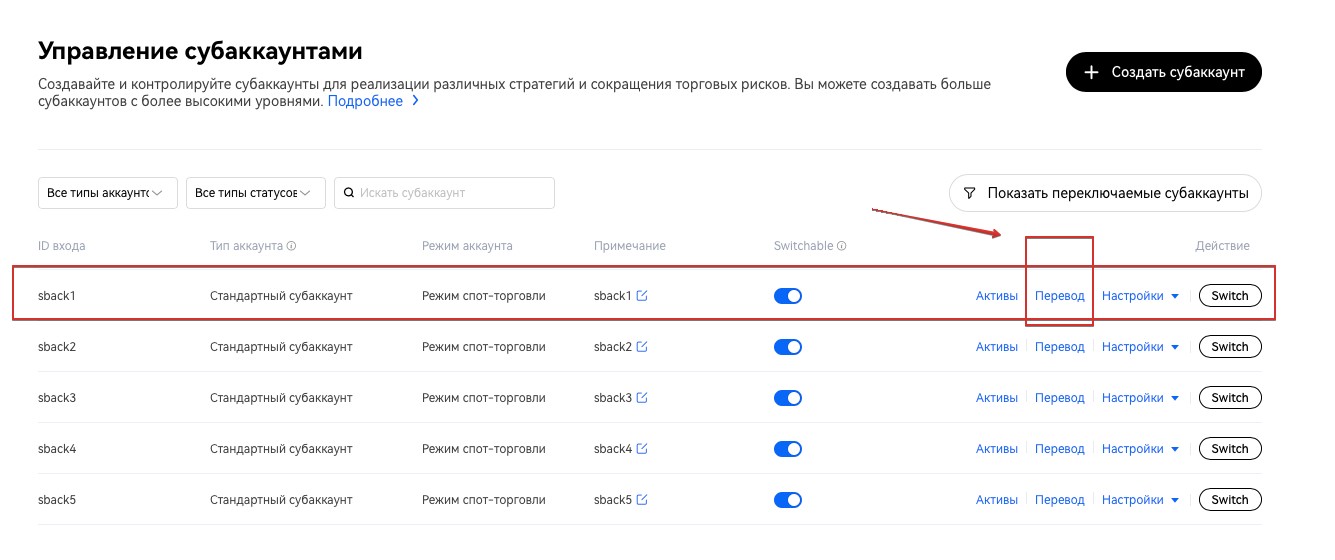 Управление субаккаунтами
Создавайте и контролируйте субаккаунты для реализации различных стратегий и сокращения торговых рисков. Вы можете создавать больше
субаккаунтов с более высокими уровнями. Подробнее
Создать субаккаунт
Все типы аккаунтс Все типы статусов Искать субаккаунт Показать переключаемые субаккаунты
ID входа Тип аккаунта Режим аккаунта Примечание Switchable Действие
sback1 Стандартный субаккаунт Режим спот-торговли sback1 Активы Перевод Настройки Switch
sback2 Стандартный субаккаунт Режим спот-торговли sback2 Активы Перевод Настройки Switch
sback3 Стандартный субаккаунт Режим спот-торговли sback3 Активы Перевод Настройки Switch
sback4 Стандартный субаккаунт Режим спот-торговли sback4 Активы Перевод Настройки Switch
sback5 Стандартный субаккаунт Режим спот-торговли sback5 Активы Перевод Настройки Switch